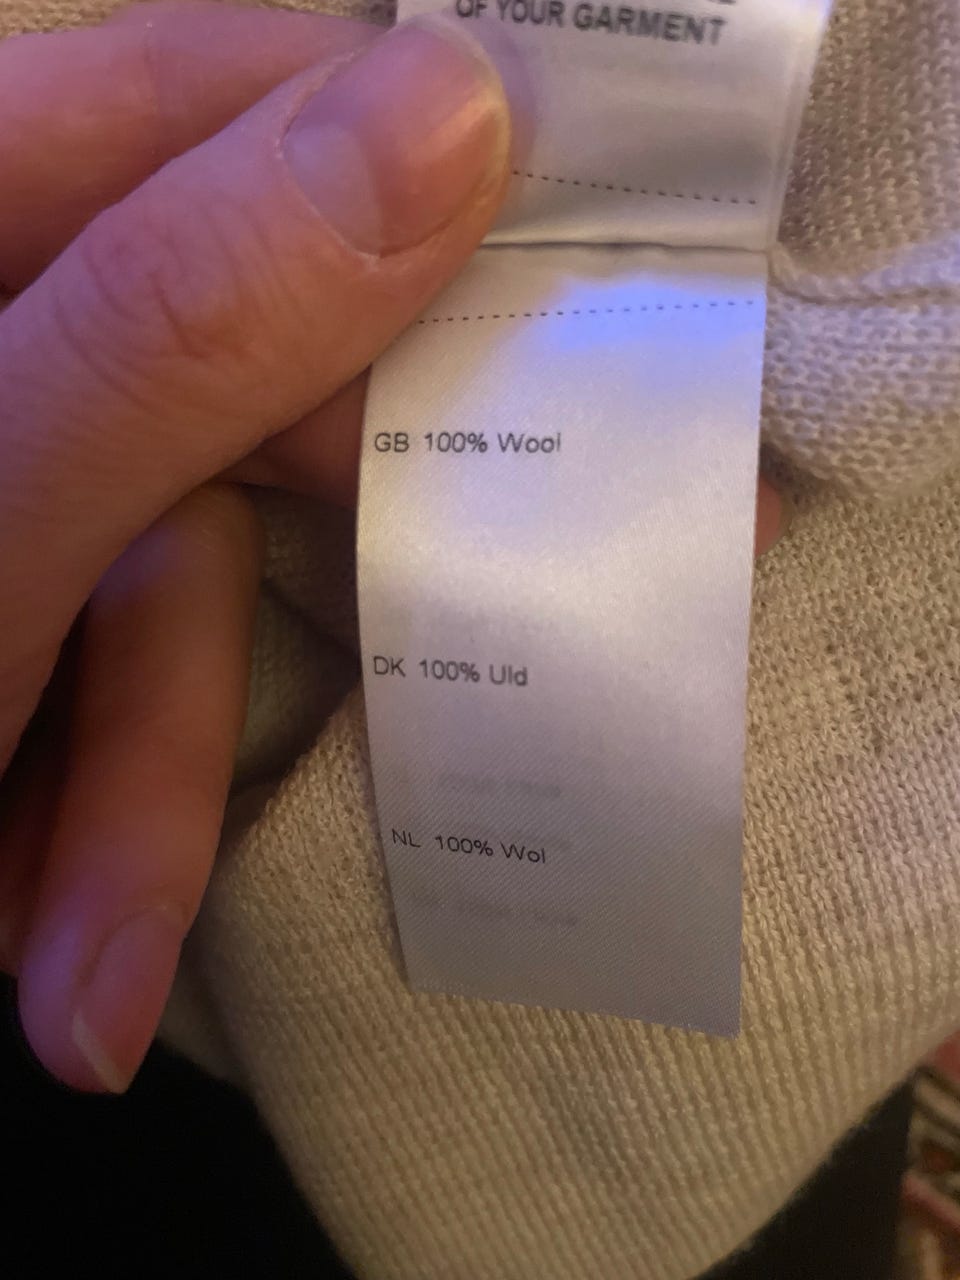 OF YOUR GARMENT
GB 100% Wool
DK 100% Uld
NL 100% Wol